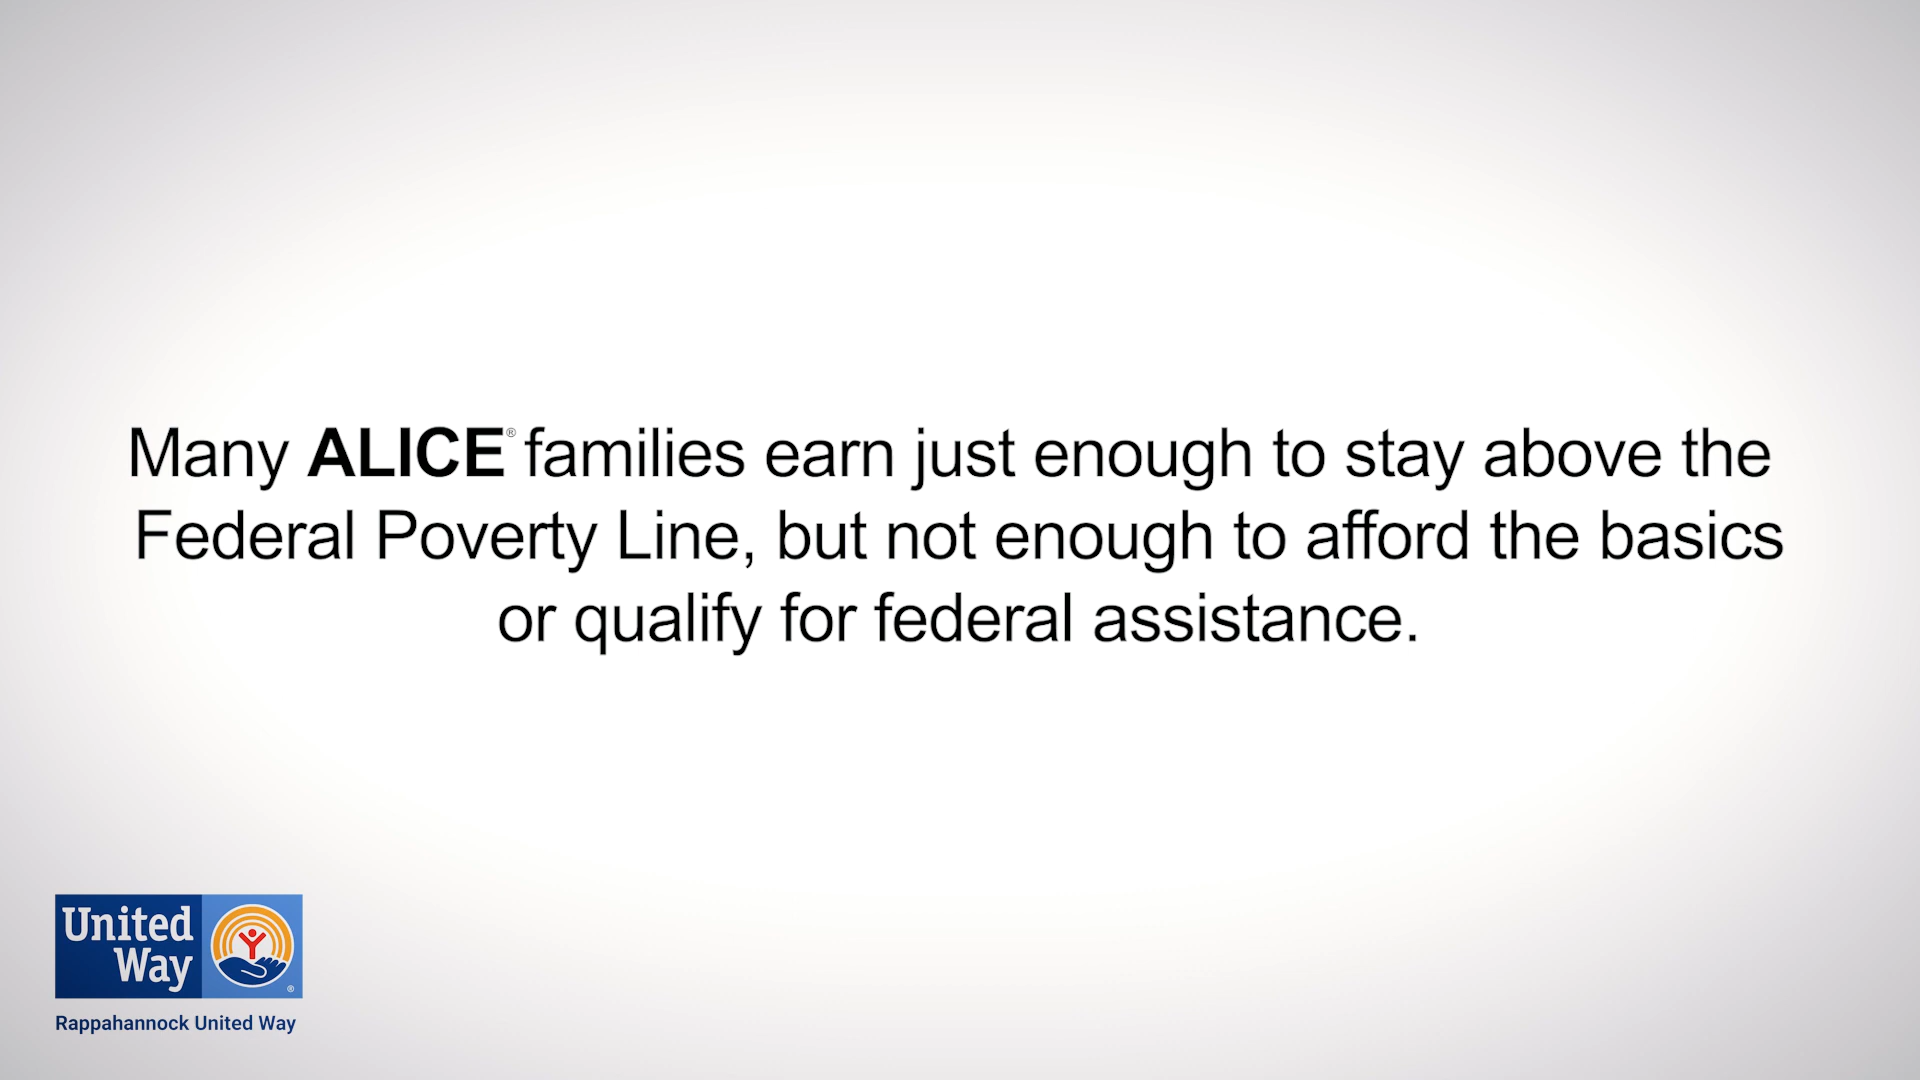 Many ALICE® families earn just enough to stay above the
Federal Poverty Line, but not enough to afford the basics
or qualify for federal assistance.
United
Way
®
Rappahannock United Way